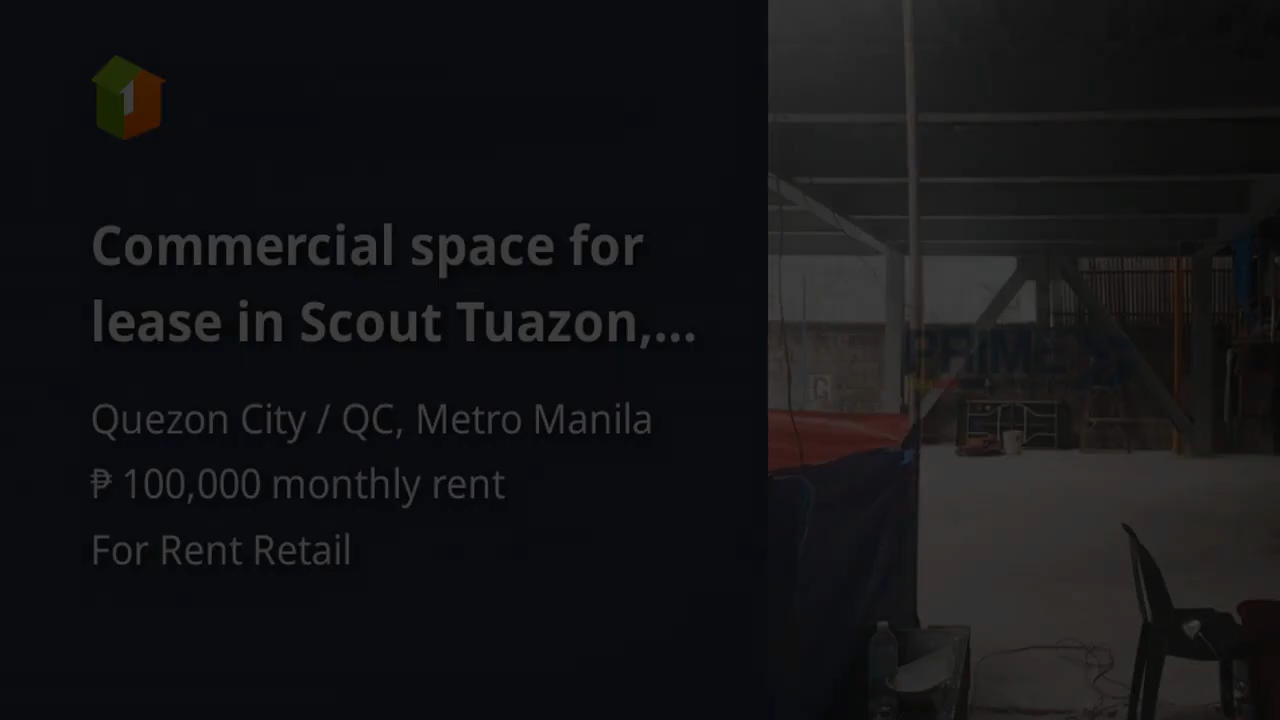 Commercial space for
lease in Scout Tuazon,...
Quezon City / QC, Metro Manila
₱ 100,000 monthly rent
For Rent Retail
PRIME